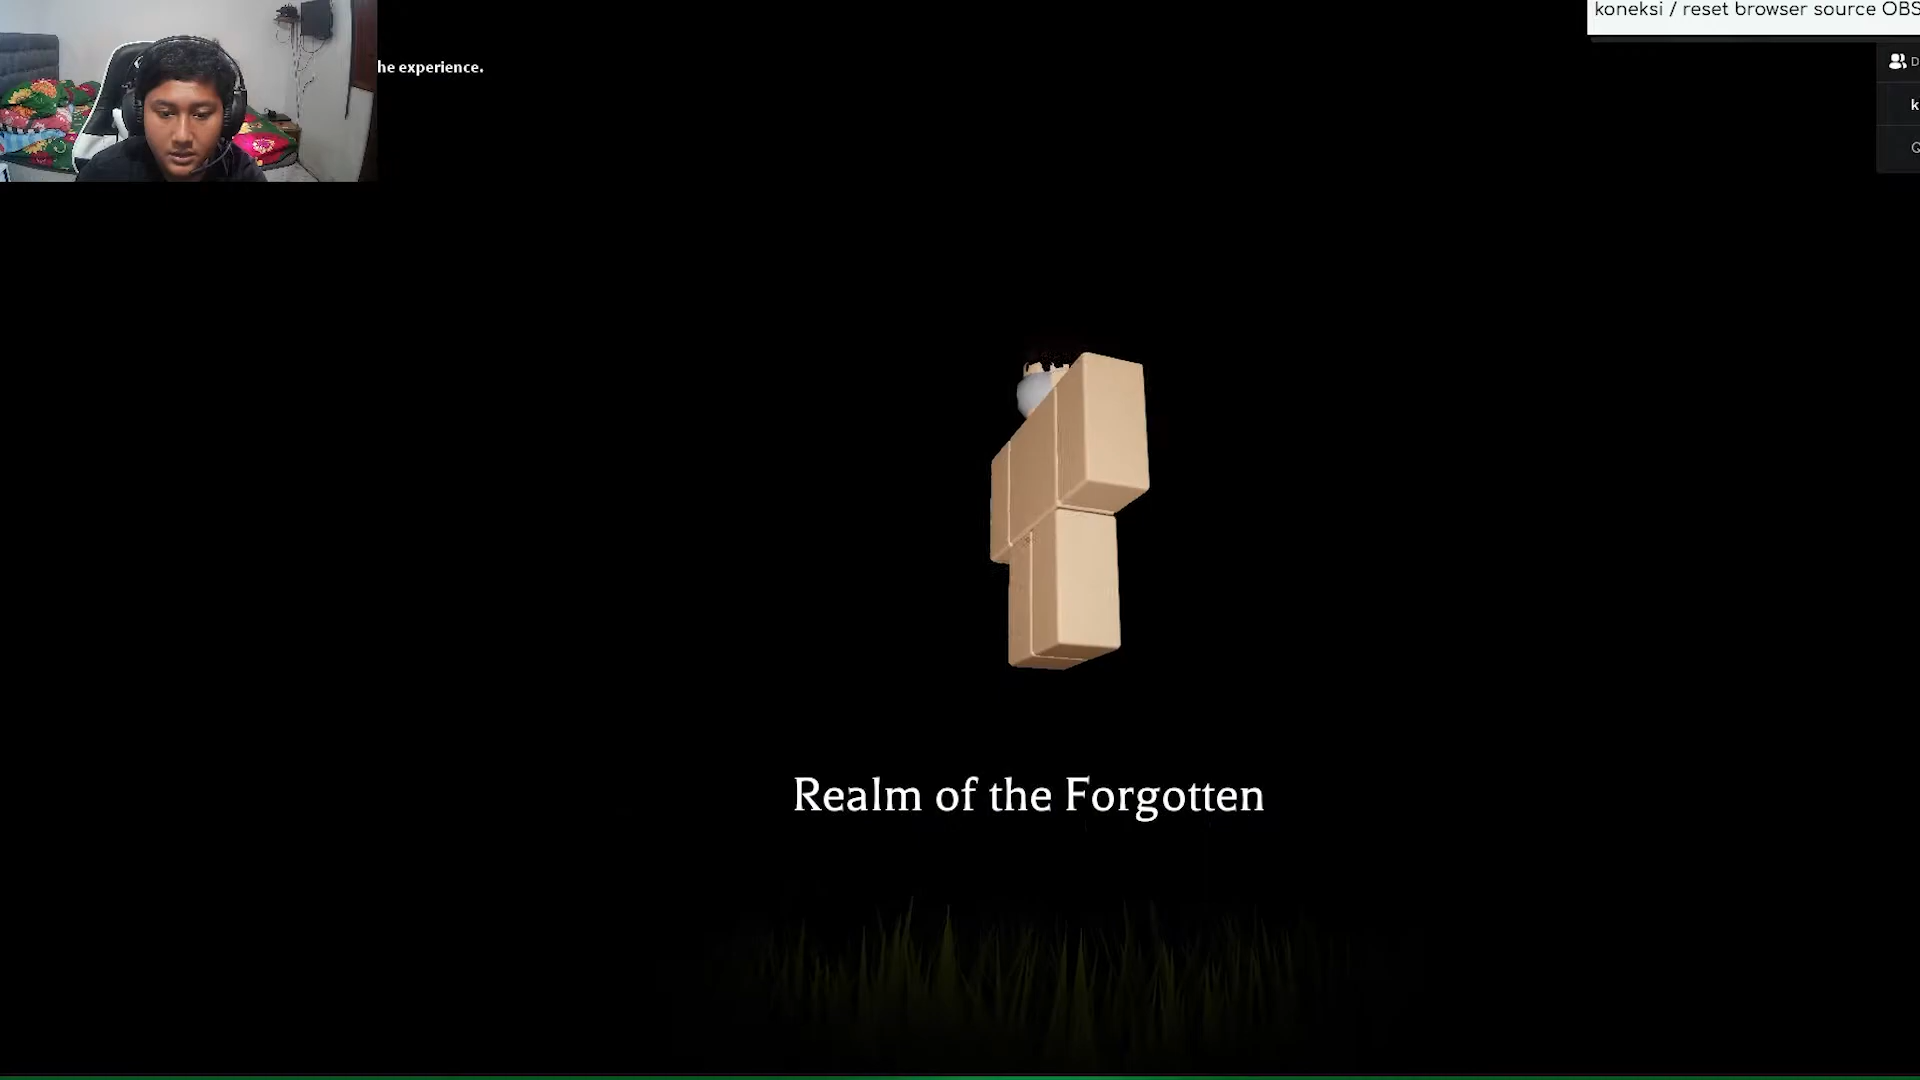 koneksi / reset browser source OBS
he experience.
D
k
Q
Realm of the Forgotten